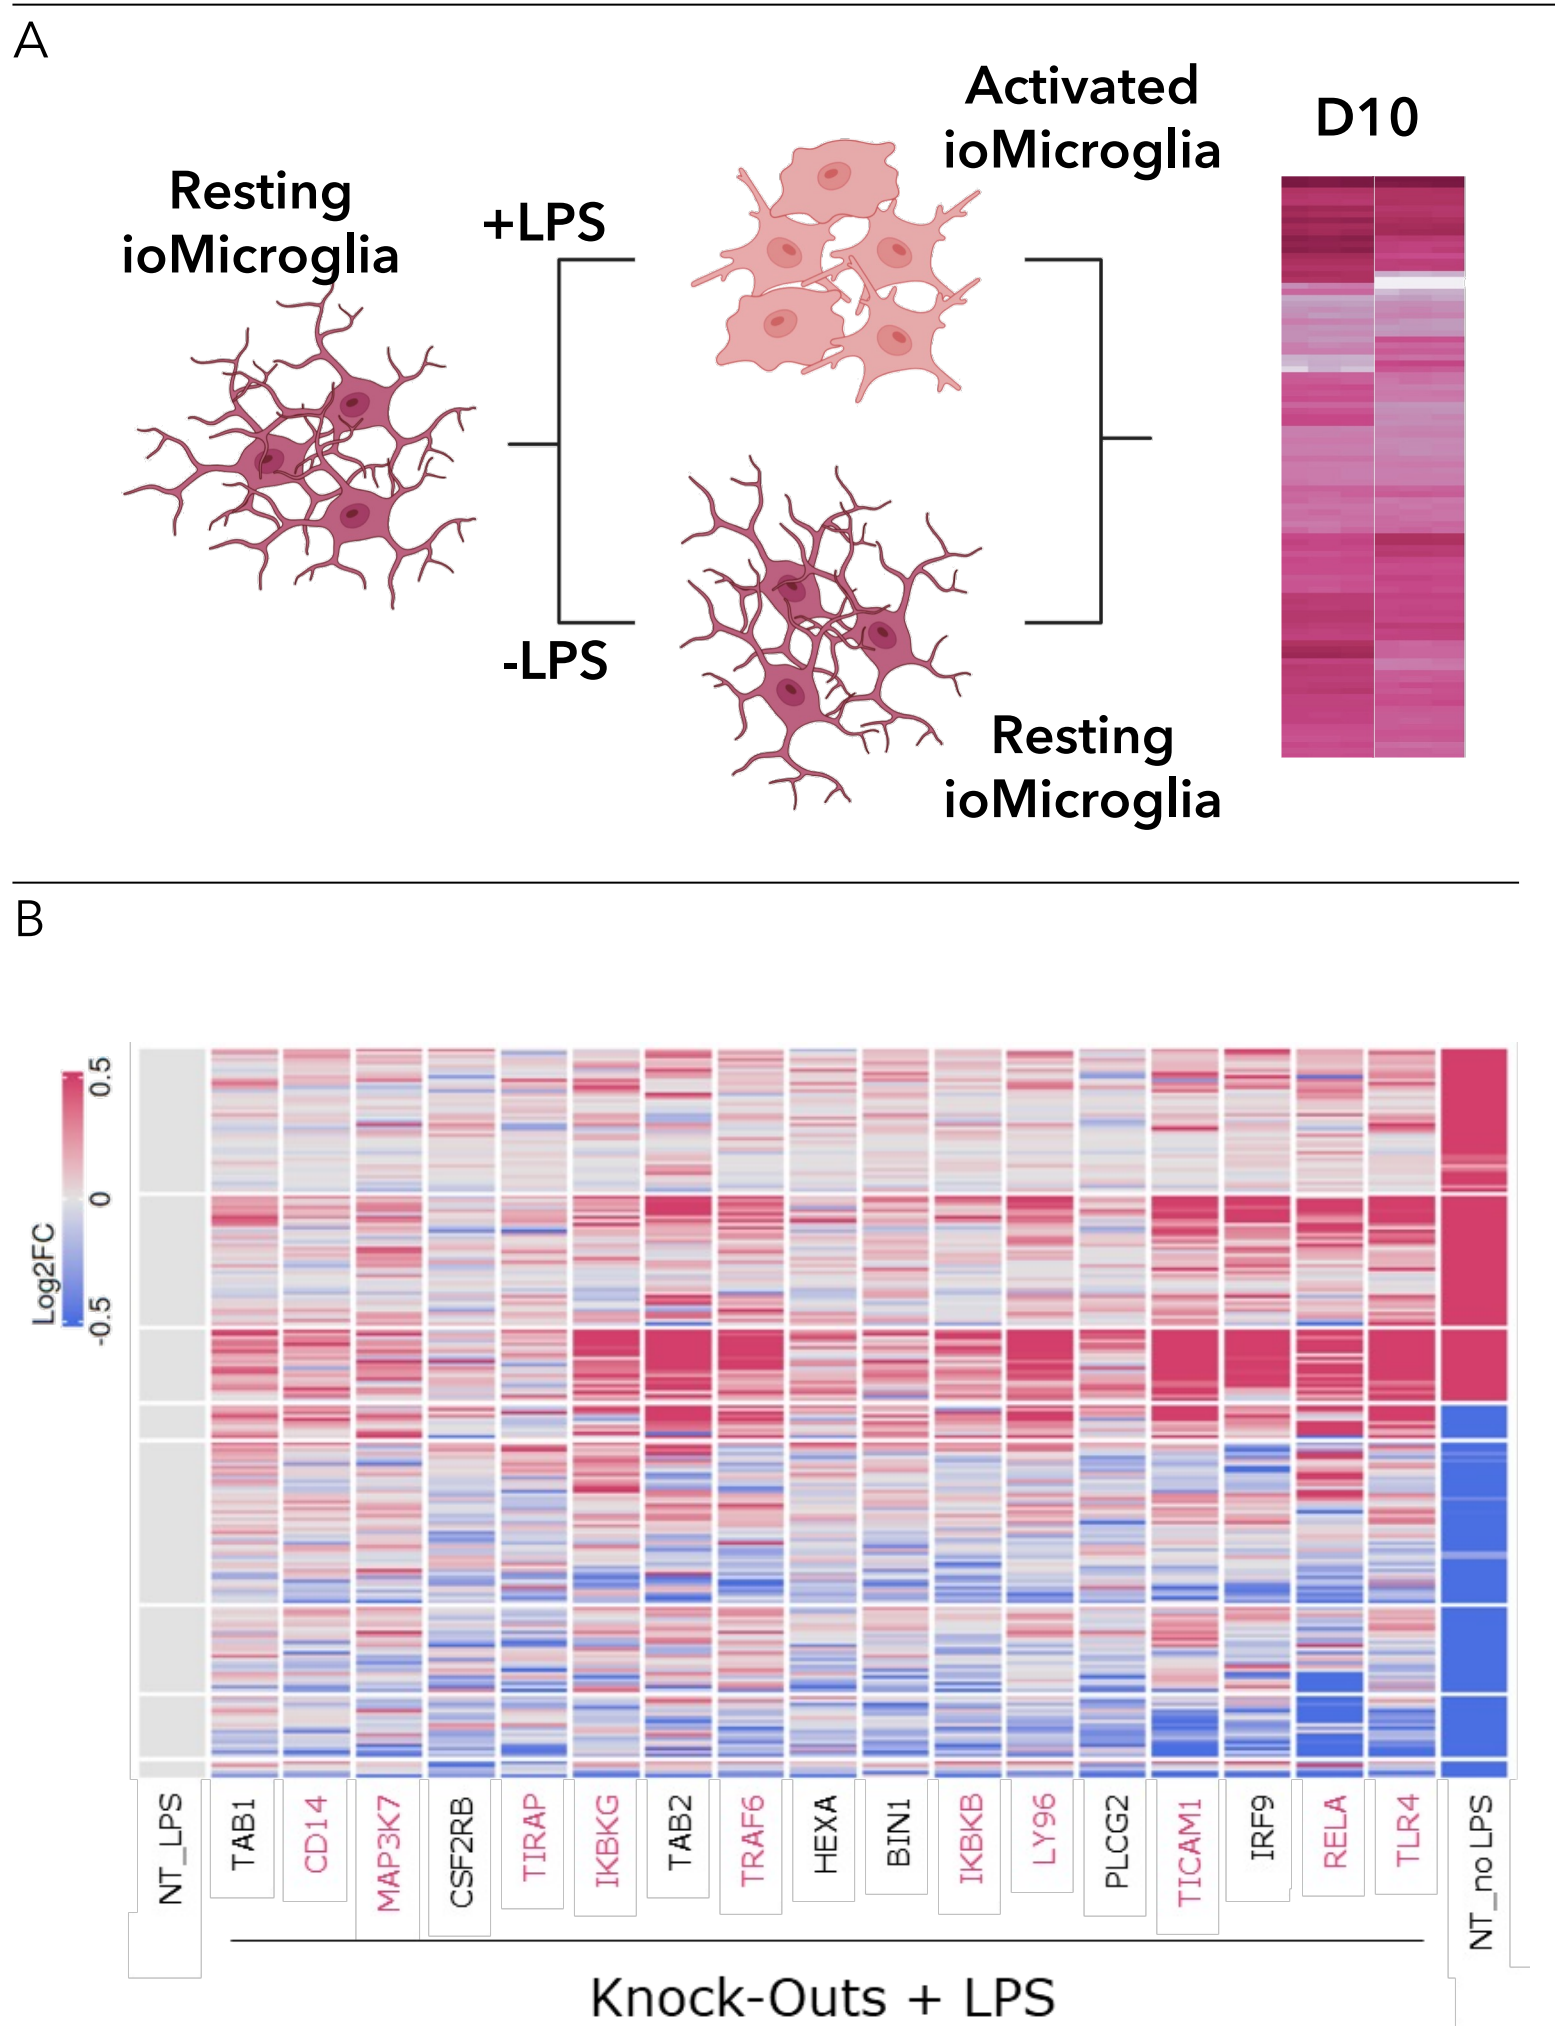 A
Activated
ioMicroglia
D10
Resting
ioMicroglia
+LPS
-LPS
Resting
ioMicroglia
B
0.5
0
-0.5
Log2FC
NT_LPS
TAB1
CD14
MAP3K7
CSF2RB
TIRAP
IKBKG
TAB2
TRAF6
HEXA
BIN1
IKBKB
LY96
PLCG2
TICAM1
IRF9
RELA
TLR4
NT_no LPS
Knock-Outs + LPS